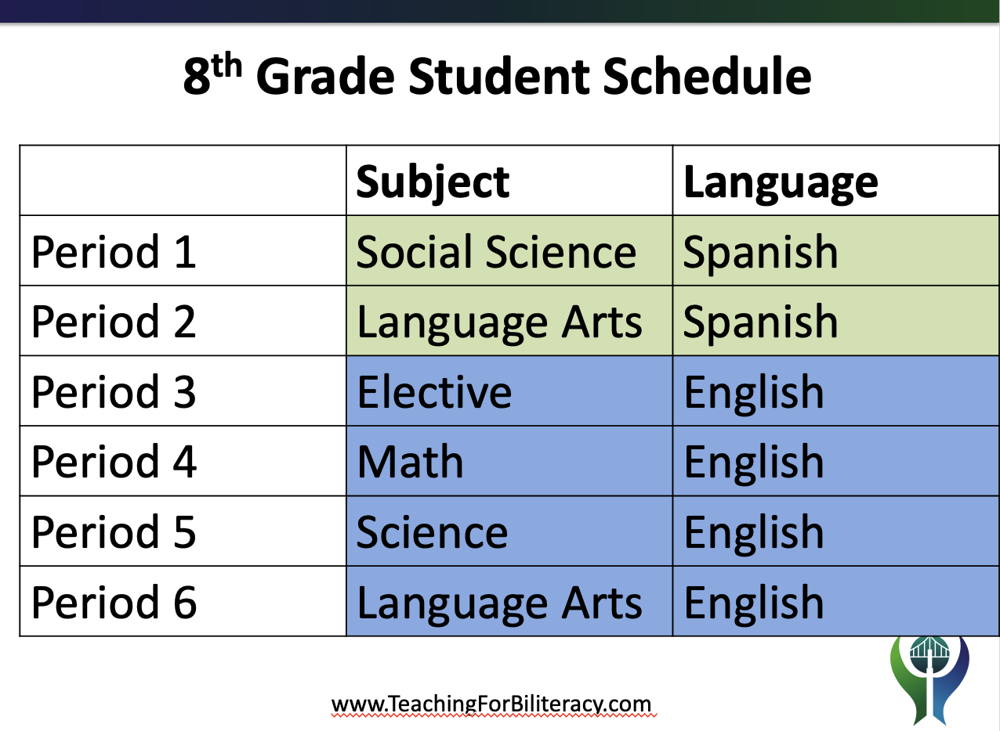 8th Grade Student Schedule
Subject Language
Period 1 Social Science Spanish
Period 2 Language Arts Spanish
Period 3 Elective English
Period 4 Math English
Period 5 Science English
Period 6 Language Arts English
www.TeachingForBiliteracy.com